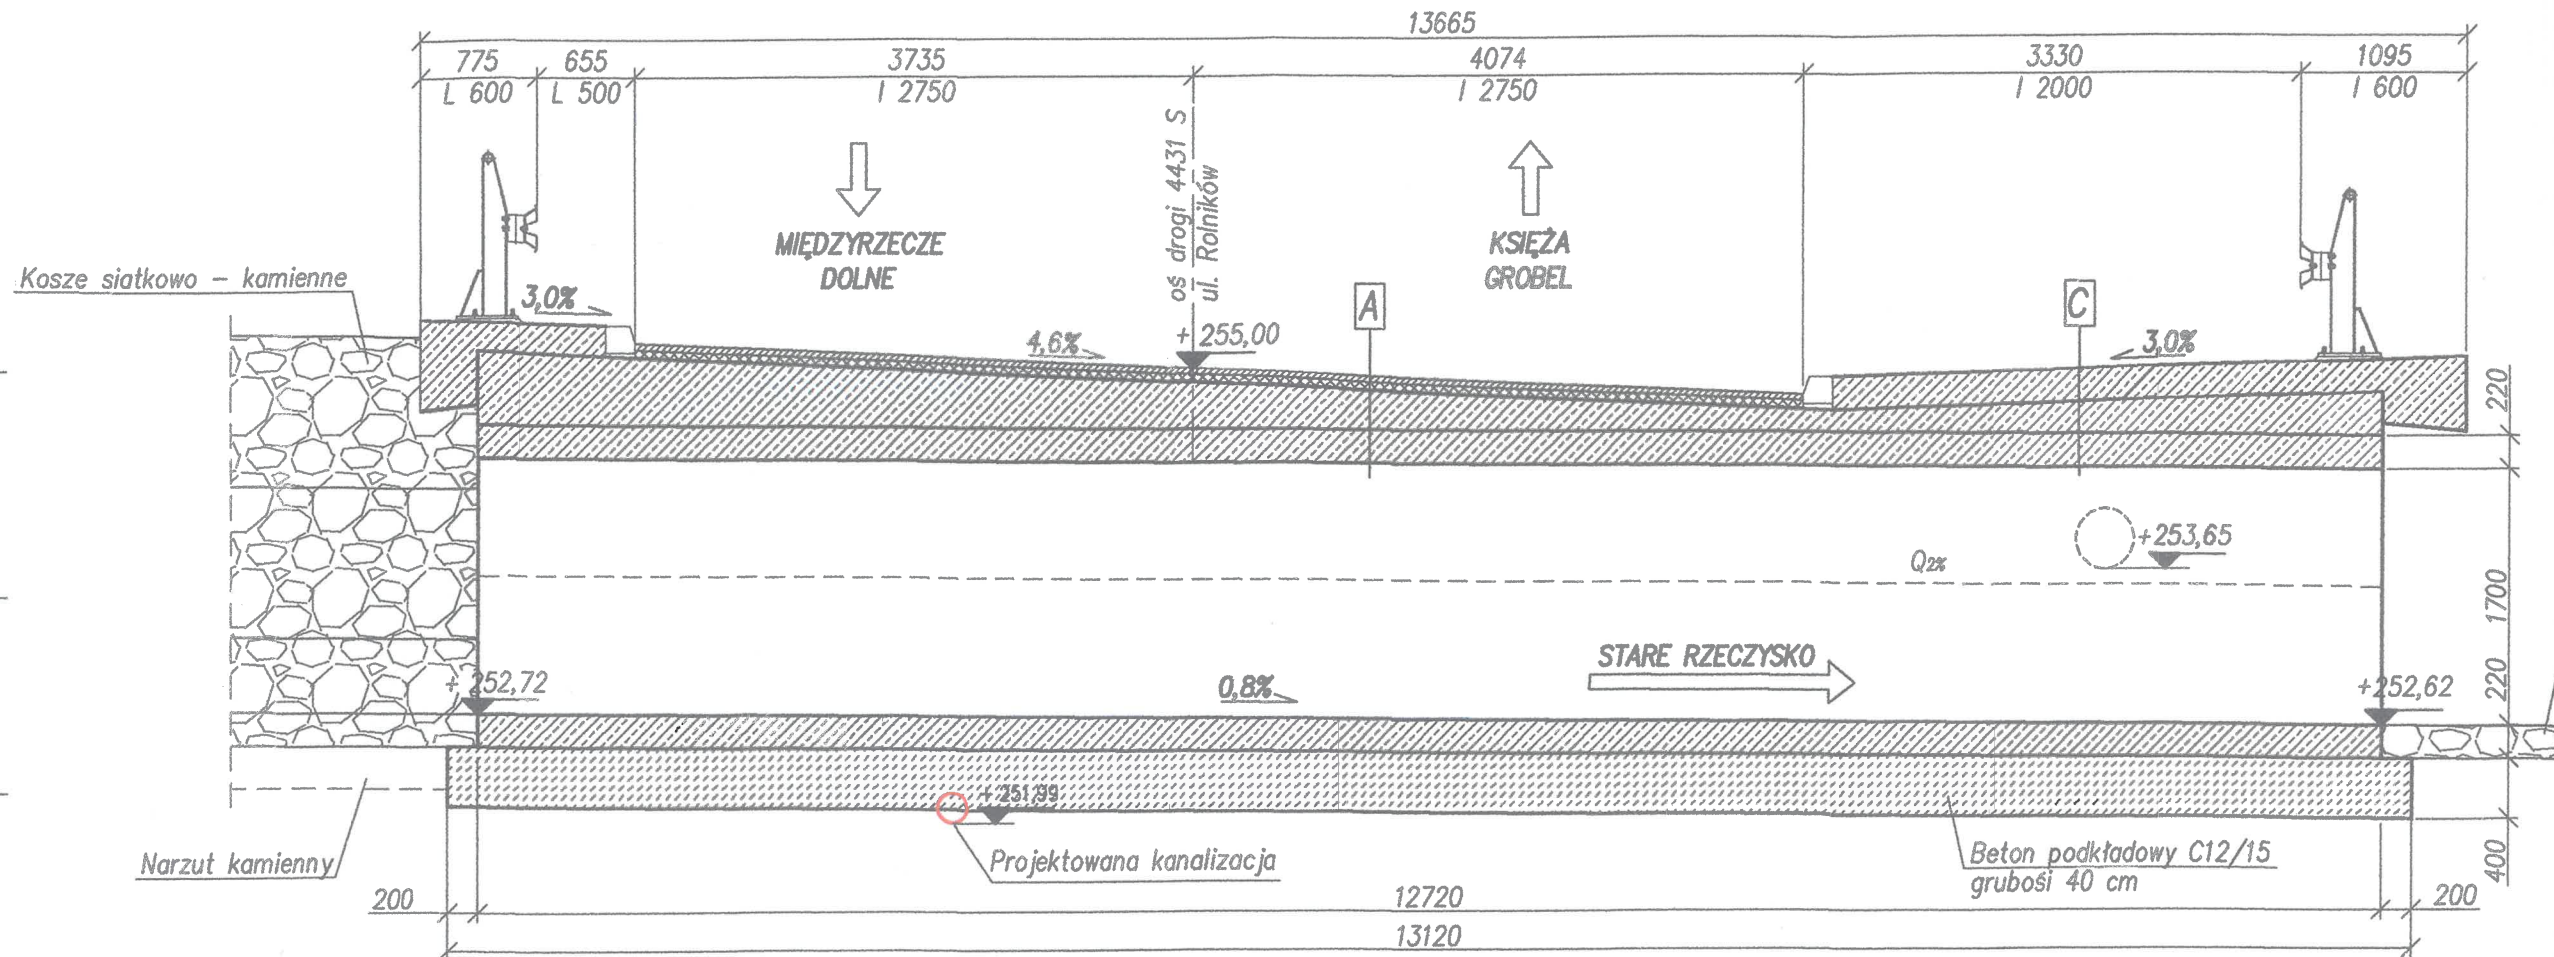 13665
775 655 3735 4074 3330 1095
L 600 L 500 I 2750 I 2750 I 2000 I 600
oś drogi 4431 S
ul. Rolników
MIĘDZYRZECZE
DOLNE
KSIĘŻA
GROBEL
Kosze siatkowo – kamienne
3,0%
4,6%
+ 255,00
A
C
3,0%
220
+253,65
Q2%
1700
STARE RZECZYSKO
+ 252,72
0,8%
+252,62
220
+ 251,99
Narzut kamienny
Projektowana kanalizacja
Beton podkładowy C12/15
grubośi 40 cm
400
200
12720
200
13120